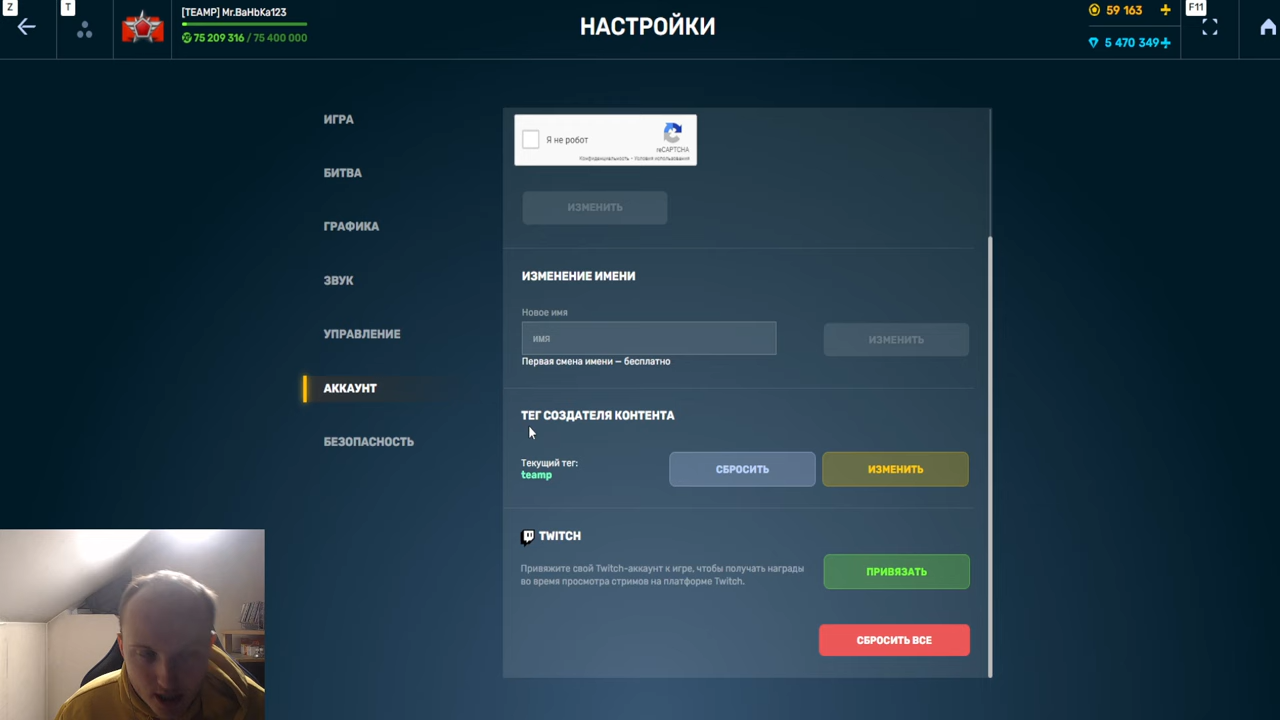 Z
T
[TEAMP] Mr.BaHbKa123
75 209 316 / 75 400 000
НАСТРОЙКИ
59 163
5 470 349
F11
ИГРА
БИТВА
ГРАФИКА
ЗВУК
УПРАВЛЕНИЕ
АККАУНТ
БЕЗОПАСНОСТЬ
Я не робот
reCAPTCHA
Конфиденциальность - Условия использования
ИЗМЕНИТЬ
ИЗМЕНЕНИЕ ИМЕНИ
Новое имя
имя
ИЗМЕНИТЬ
Первая смена имени — бесплатно
ТЕГ СОЗДАТЕЛЯ КОНТЕНТА
Текущий тег:
teamp
СБРОСИТЬ
ИЗМЕНИТЬ
TWITCH
Привяжите свой Twitch-аккаунт к игре, чтобы получать награды
во время просмотра стримов на платформе Twitch.
ПРИВЯЗАТЬ
СБРОСИТЬ ВСЕ